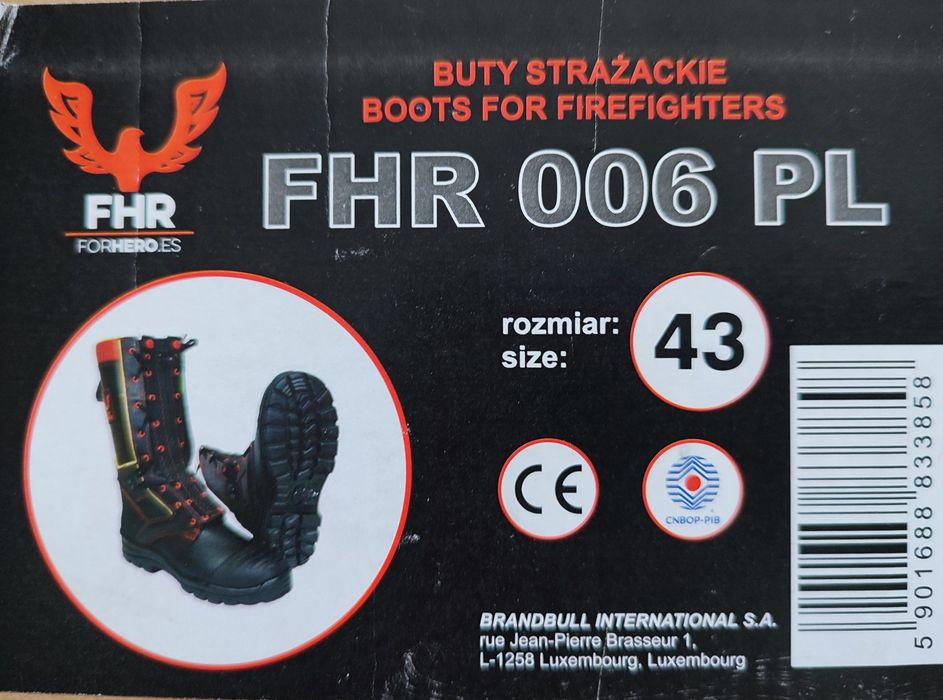 BUTY STRAŻACKIE
BOOTS FOR FIREFIGHTERS
FHR 006 PL
FHR
FORHERO.ES
rozmiar:
size:
43
CE
CNBOP-PIB
5 901688 833858
BRANDBULL INTERNATIONAL S.A.
rue Jean-Pierre Brasseur 1,
L-1258 Luxembourg, Luxembourg